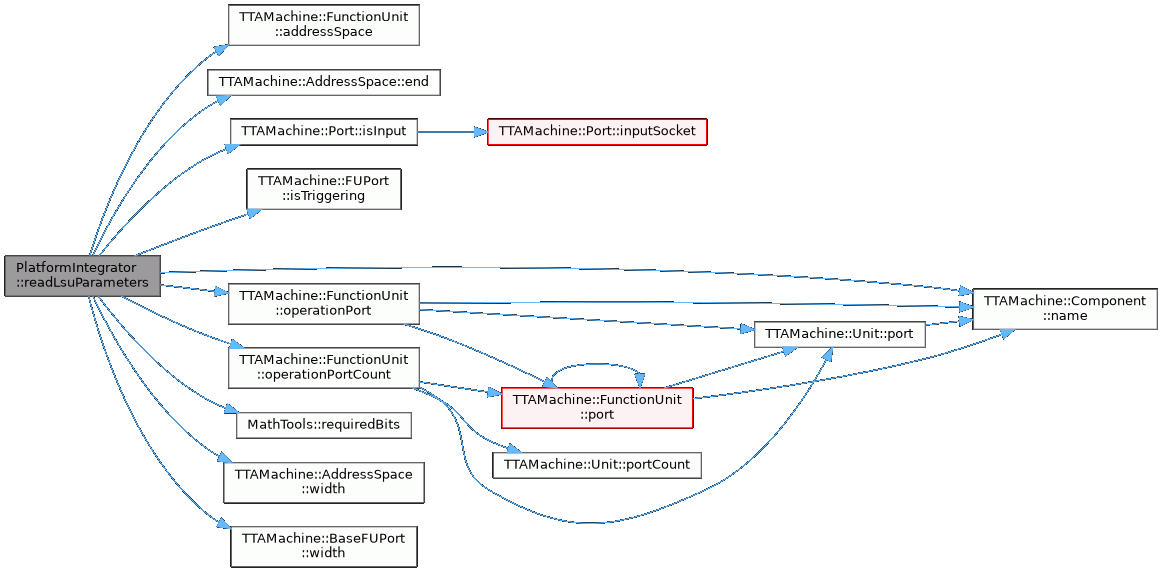 TTAMachine::FunctionUnit
::addressSpace
TTAMachine::AddressSpace::end
TTAMachine::Port::isInput
TTAMachine::Port::inputSocket
TTAMachine::FUPort
::isTriggering
PlatformIntegrator
::readLsuParameters
TTAMachine::FunctionUnit
::operationPort
TTAMachine::Component
::name
TTAMachine::Unit::port
TTAMachine::FunctionUnit
::operationPortCount
TTAMachine::FunctionUnit
::port
MathTools::requiredBits
TTAMachine::Unit::portCount
TTAMachine::AddressSpace
::width
TTAMachine::BaseFUPort
::width